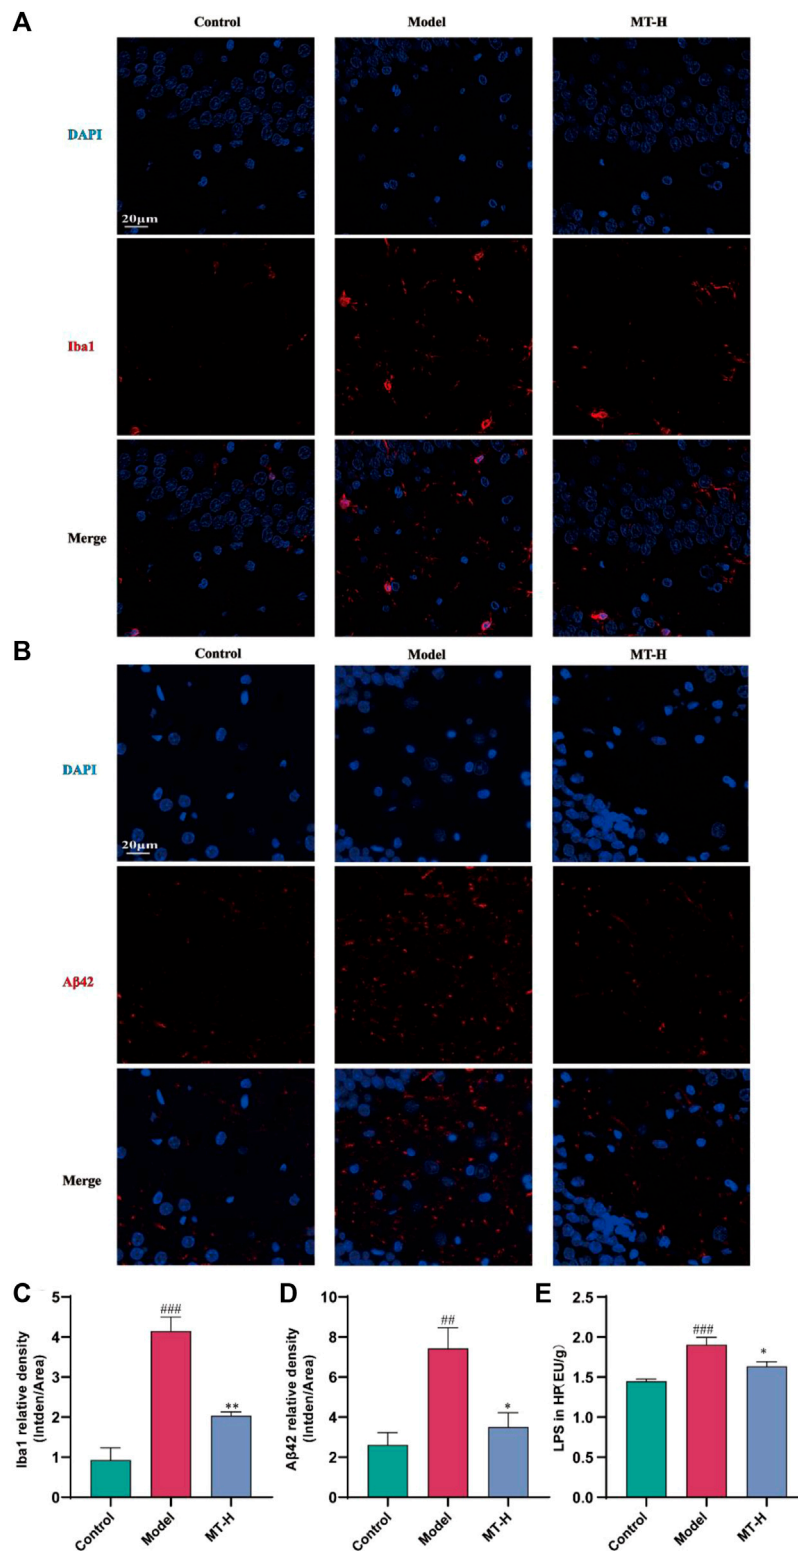 A
Control Model MT-H
DAPI
20μm
Iba1
Merge
B
Control Model MT-H
DAPI
20μm
Aβ42
Merge
C
Iba1 relative density
(Intden/Area)
5
4
3
2
1
0
###
**
Control Model MT-H
D
Aβ42 relative density
(Intden/Area)
10
8
6
4
2
0
##
*
Control Model MT-H
E
LPS in HP(EU/g)
2.5
2.0
1.5
1.0
0.5
0.0
###
*
Control Model MT-H